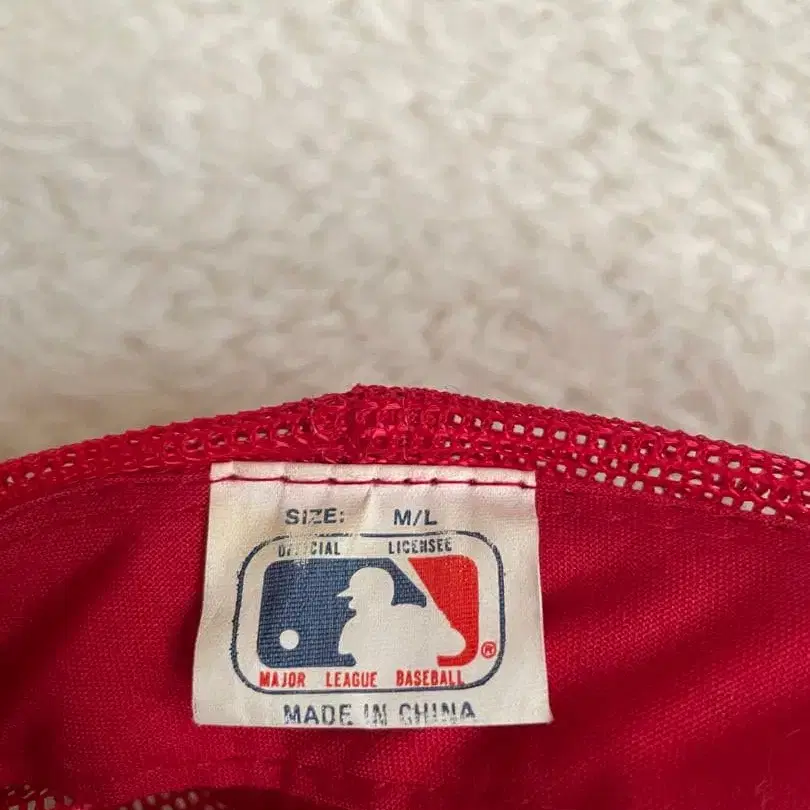 SIZE: M/L
OFFICIAL LICENSEE
®
MAJOR LEAGUE BASEBALL
MADE IN CHINA